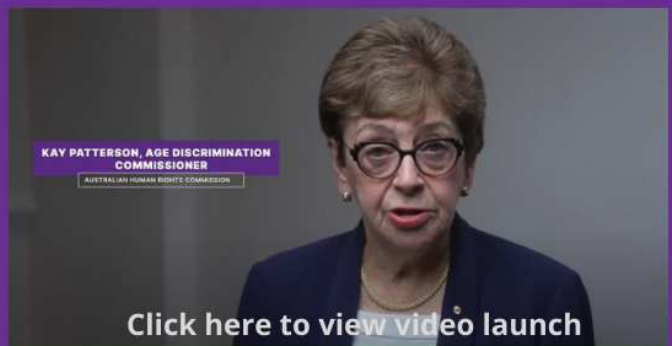 KAY PATTERSON, AGE DISCRIMINATION
COMMISSIONER
AUSTRALIAN HUMAN RIGHTS COMMISSION
Click here to view video launch